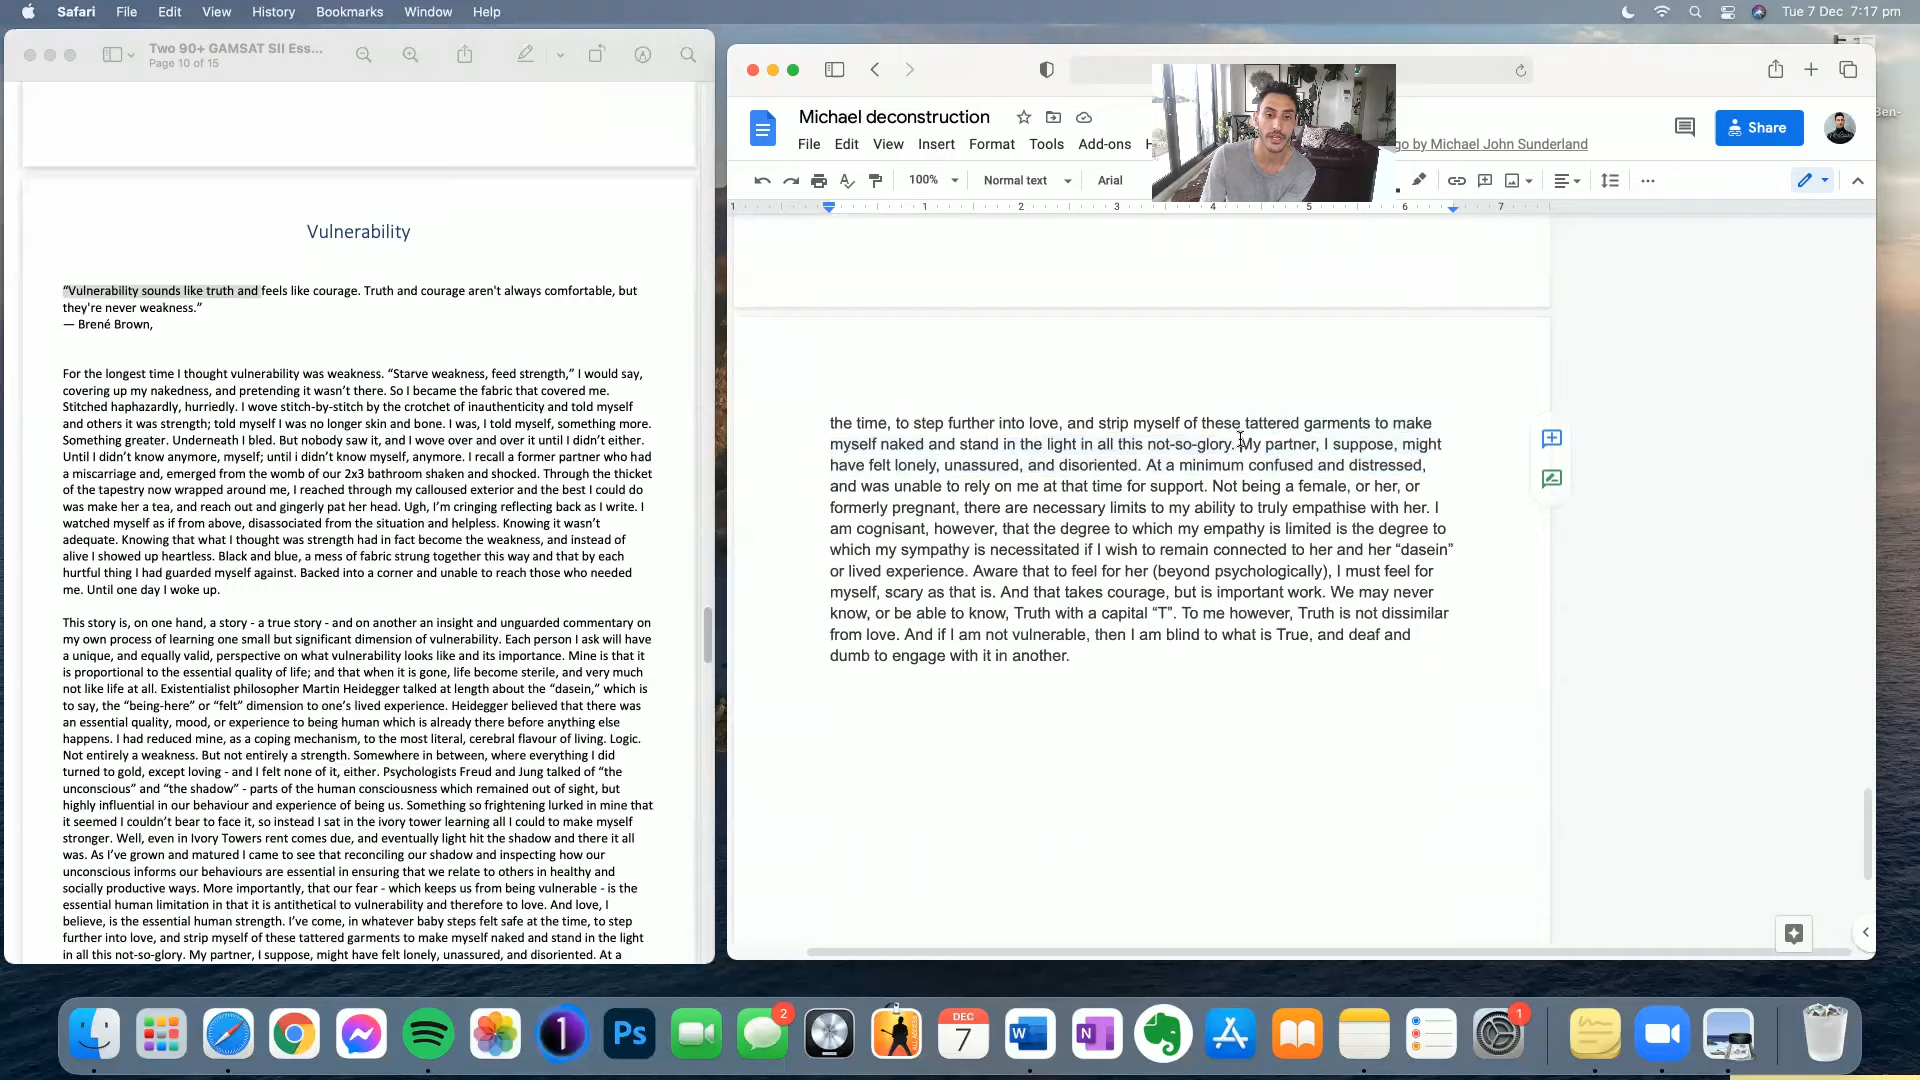 Safari File Edit View History Bookmarks Window Help
Tue 7 Dec 7:17 pm
Two 90+ GAMSAT SII Ess...
Page 10 of 15
Vulnerability
“Vulnerability sounds like truth and feels like courage. Truth and courage aren't always comfortable, but
they're never weakness.”
— Brené Brown,
For the longest time I thought vulnerability was weakness. “Starve weakness, feed strength,” I would say,
covering up my nakedness, and pretending it wasn’t there. So I became the fabric that covered me.
Stitched haphazardly, hurriedly. I wove stitch-by-stitch by the crotchet of inauthenticity and told myself
and others it was strength; told myself I was no longer skin and bone. I was, I told myself, something more.
Something greater. Underneath I bled. But nobody saw it, and I wove over and over it until I didn’t either.
Until I didn’t know anymore, myself; until i didn’t know myself, anymore. I recall a former partner who had
a miscarriage and, emerged from the womb of our 2x3 bathroom shaken and shocked. Through the thicket
of the tapestry now wrapped around me, I reached through my calloused exterior and the best I could do
was make her a tea, and reach out and gingerly pat her head. Ugh, I’m cringing reflecting back as I write. I
watched myself as if from above, disassociated from the situation and helpless. Knowing it wasn’t
adequate. Knowing that what I thought was strength had in fact become the weakness, and instead of
alive I showed up heartless. Black and blue, a mess of fabric strung together this way and that by each
hurtful thing I had guarded myself against. Backed into a corner and unable to reach those who needed
me. Until one day I woke up.
This story is, on one hand, a story - a true story - and on another an insight and unguarded commentary on
my own process of learning one small but significant dimension of vulnerability. Each person I ask will have
a unique, and equally valid, perspective on what vulnerability looks like and its importance. Mine is that it
is proportional to the essential quality of life; and that when it is gone, life become sterile, and very much
not like life at all. Existentialist philosopher Martin Heidegger talked at length about the “dasein,” which is
to say, the “being-here” or “felt” dimension to one’s lived experience. Heidegger believed that there was
an essential quality, mood, or experience to being human which is already there before anything else
happens. I had reduced mine, as a coping mechanism, to the most literal, cerebral flavour of living. Logic.
Not entirely a weakness. But not entirely a strength. Somewhere in between, where everything I did
turned to gold, except loving - and I felt none of it, either. Psychologists Freud and Jung talked of “the
unconscious” and “the shadow” - parts of the human consciousness which remained out of sight, but
highly influential in our behaviour and experience of being us. Something so frightening lurked in mine that
it seemed I couldn’t bear to face it, so instead I sat in the ivory tower learning all I could to make myself
stronger. Well, even in Ivory Towers rent comes due, and eventually light hit the shadow and there it all
was. As I’ve grown and matured I came to see that reconciling our shadow and inspecting how our
unconscious informs our behaviours are essential in ensuring that we relate to others in healthy and
socially productive ways. More importantly, that our fear - which keeps us from being vulnerable - is the
essential human limitation in that it is antithetical to vulnerability and therefore to love. And love, I
believe, is the essential human strength. I’ve come, in whatever baby steps felt safe at the time, to step
further into love, and strip myself of these tattered garments to make myself naked and stand in the light
in all this not-so-glory. My partner, I suppose, might have felt lonely, unassured, and disoriented. At a
Michael deconstruction
File Edit View Insert Format Tools Add-ons
go by Michael John Sunderland
Share
100% Normal text Arial
1 1 2 3 4 5 6 7
the time, to step further into love, and strip myself of these tattered garments to make
myself naked and stand in the light in all this not-so-glory. My partner, I suppose, might
have felt lonely, unassured, and disoriented. At a minimum confused and distressed,
and was unable to rely on me at that time for support. Not being a female, or her, or
formerly pregnant, there are necessary limits to my ability to truly empathise with her. I
am cognisant, however, that the degree to which my empathy is limited is the degree to
which my sympathy is necessitated if I wish to remain connected to her and her “dasein”
or lived experience. Aware that to feel for her (beyond psychologically), I must feel for
myself, scary as that is. And that takes courage, but is important work. We may never
know, or be able to know, Truth with a capital “T”. To me however, Truth is not dissimilar
from love. And if I am not vulnerable, then I am blind to what is True, and deaf and
dumb to engage with it in another.
Ben-
1
Ps
2
DEC
7
W
N
1